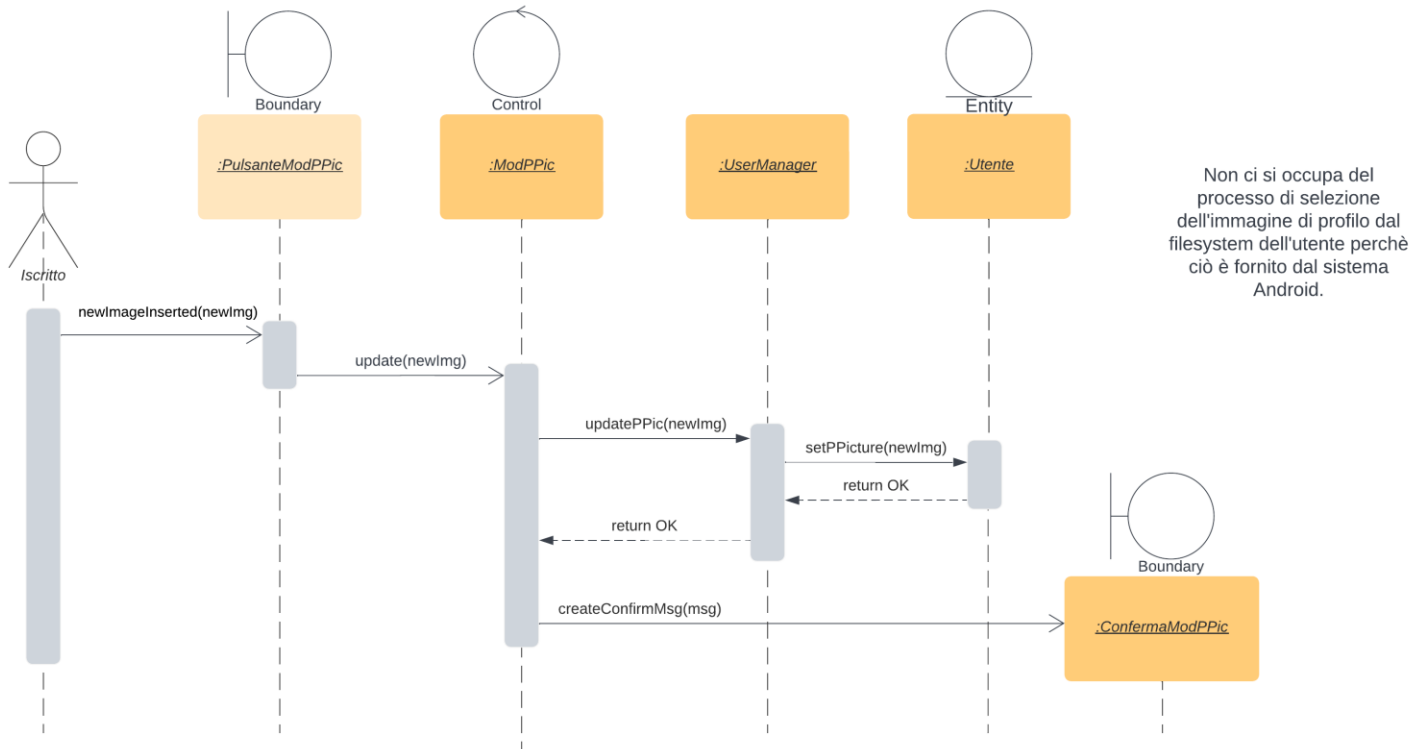 Boundary
Control
Entity
:PulsanteModPPic
:ModPPic
:UserManager
:Utente
Non ci si occupa del
processo di selezione
dell'immagine di profilo dal
filesystem dell'utente perchè
ciò è fornito dal sistema
Android.
Iscritto
newImageInserted(newImg)
update(newImg)
updatePPic(newImg)
setPPicture(newImg)
return OK
return OK
Boundary
createConfirmMsg(msg)
:ConfermaModPPic